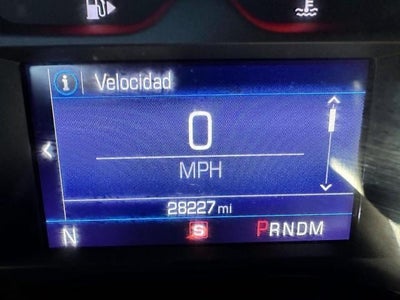 i Velocidad
0
MPH
28227 mi
N S PRNDM